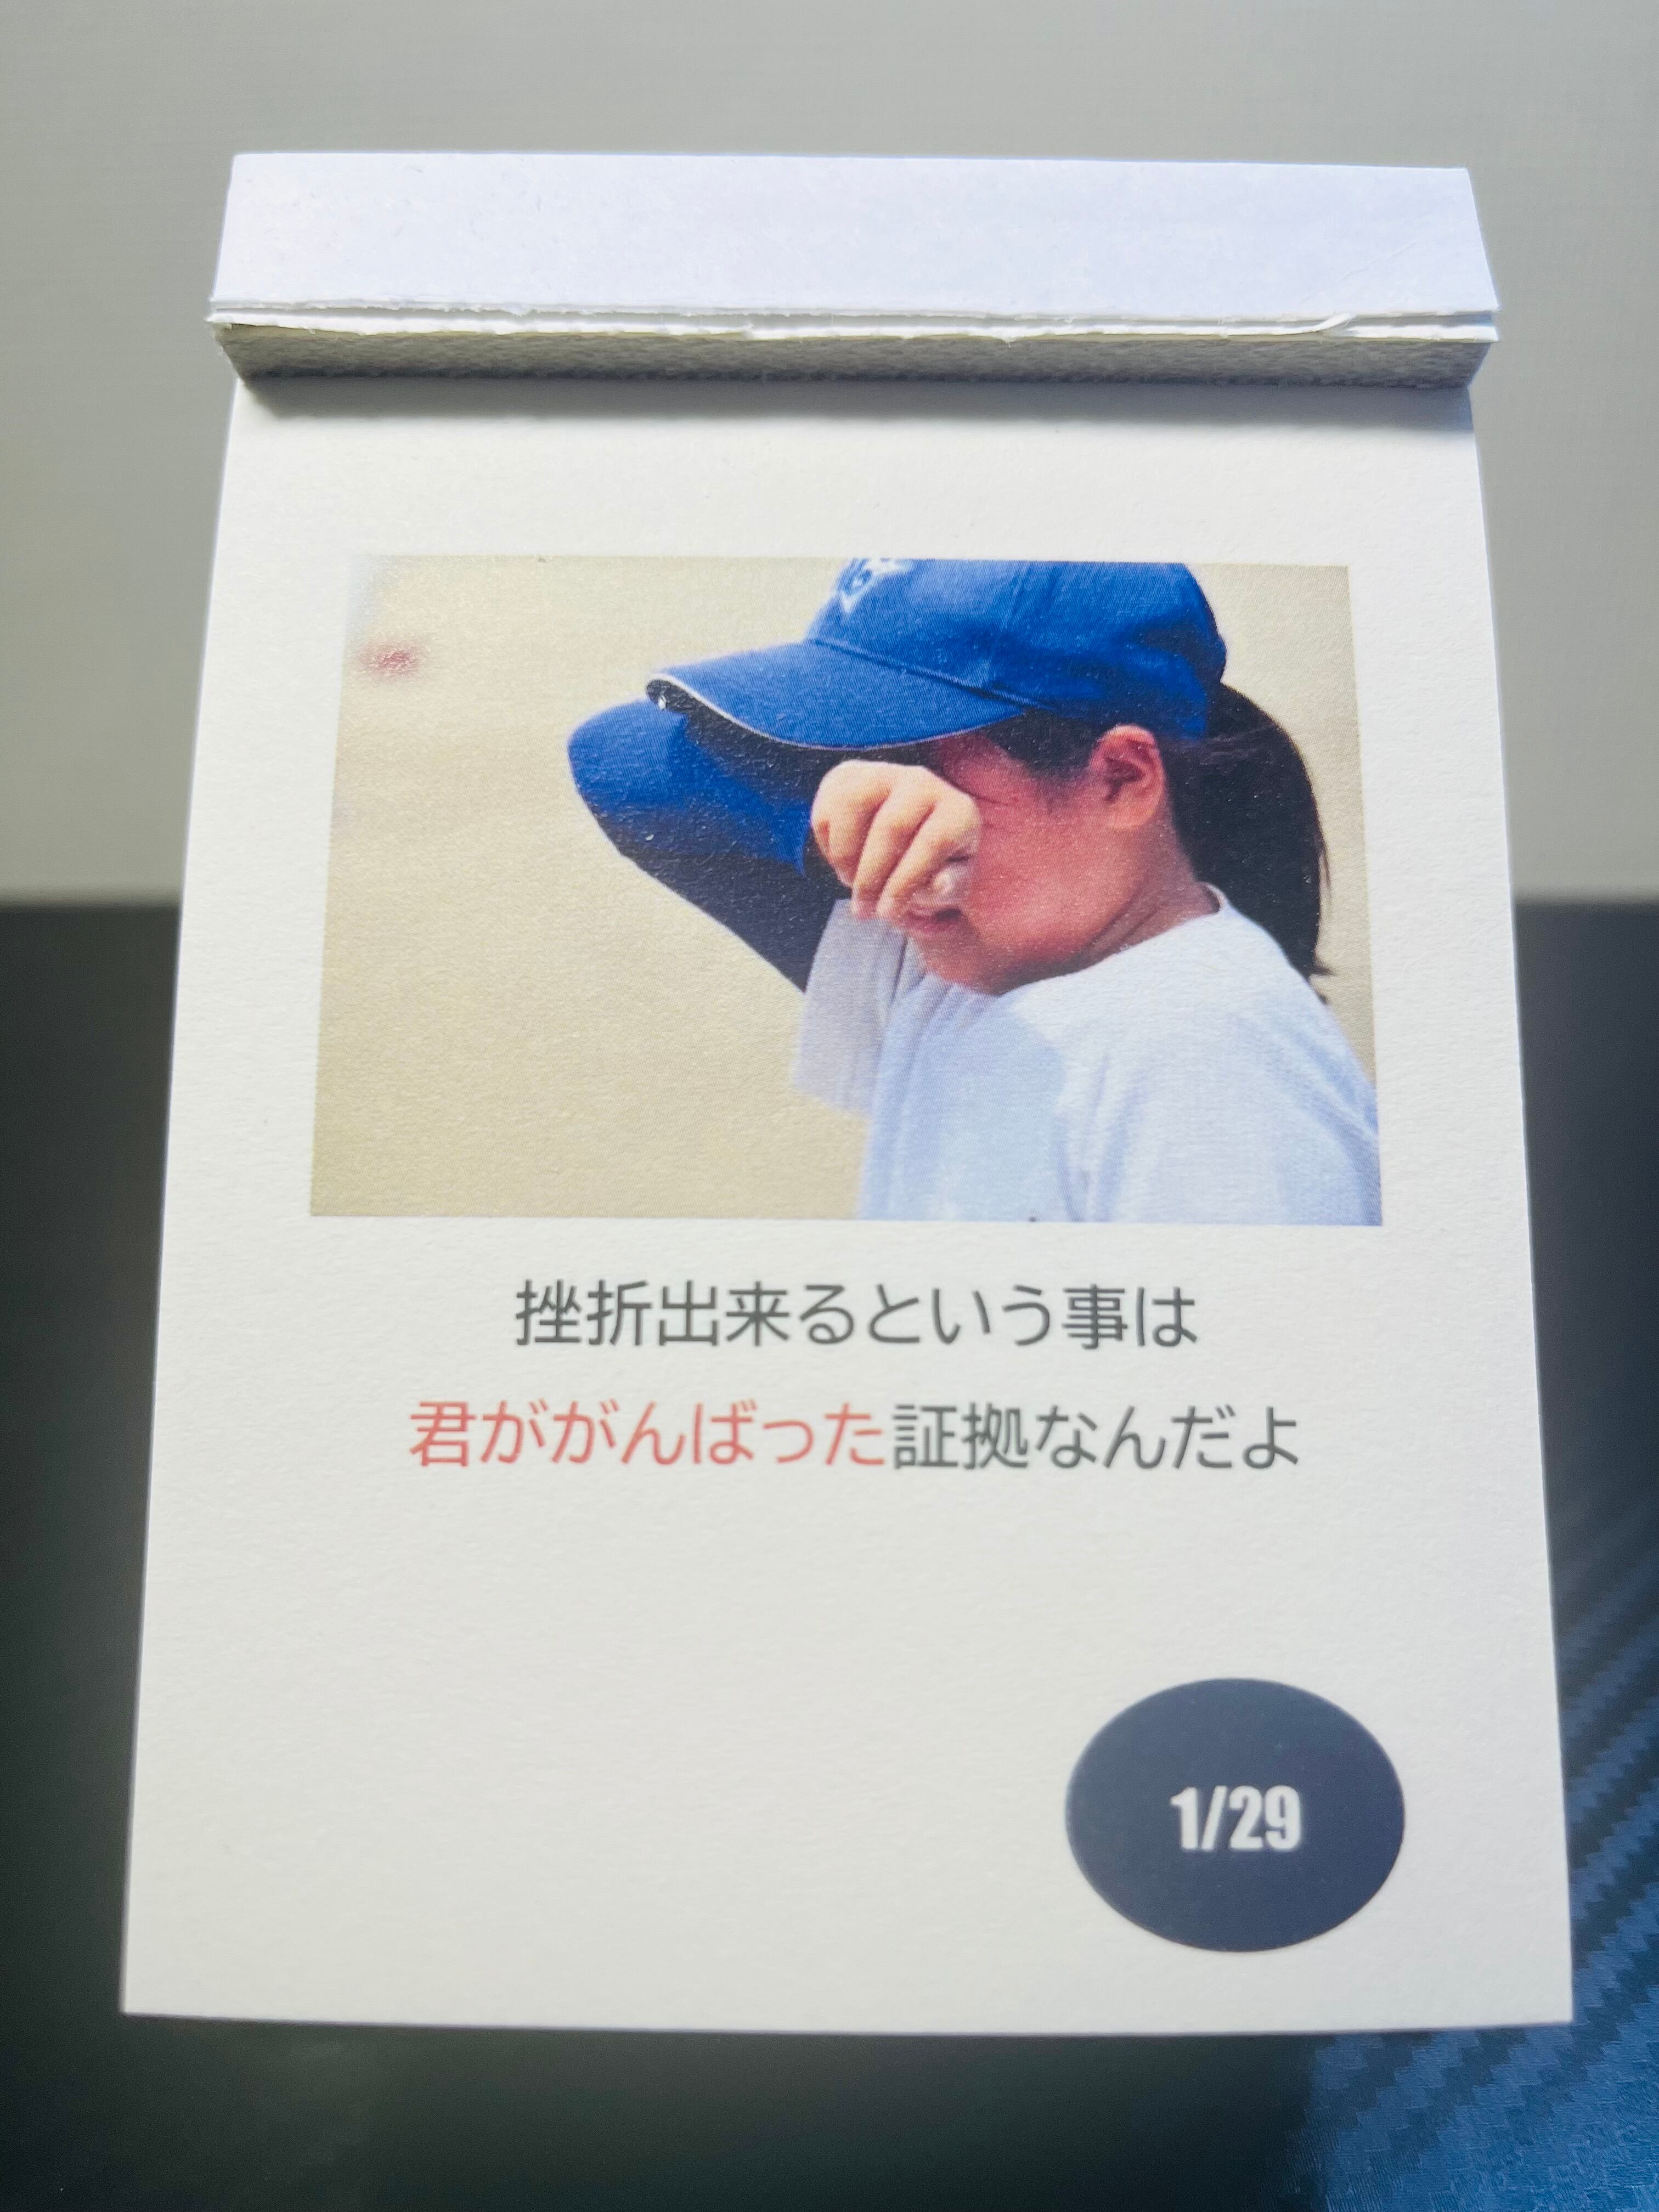 挫折出来るという事は
君ががんばった証拠なんだよ
1/29